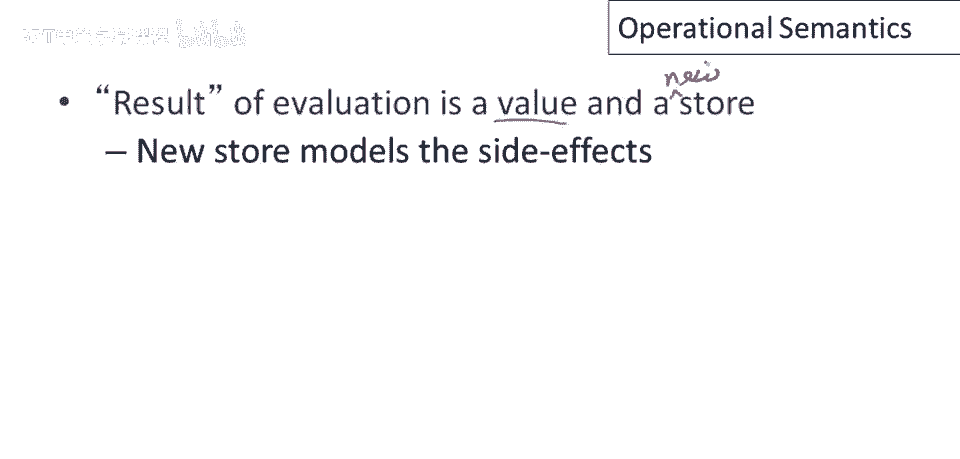 Operational Semantics
new
• “Result” of evaluation is a value and a ^ store
– New store models the side-effects